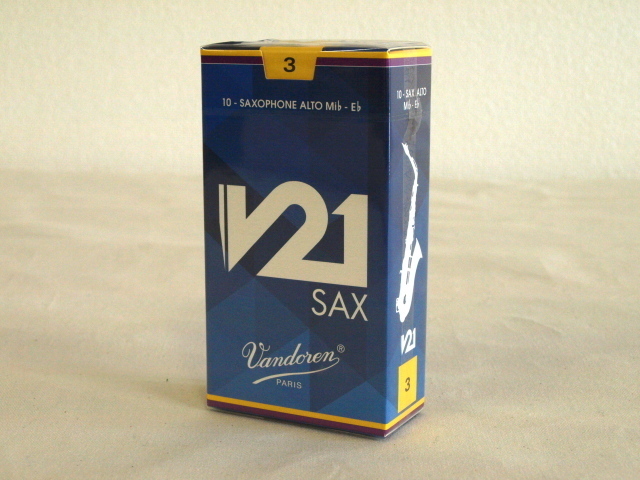 3
10 - SAXOPHONE ALTO Mi♭ - E♭
V21
SAX
Vandoren®
PARIS
10 - SAX ALTO
Mi♭ - E♭
V21
3